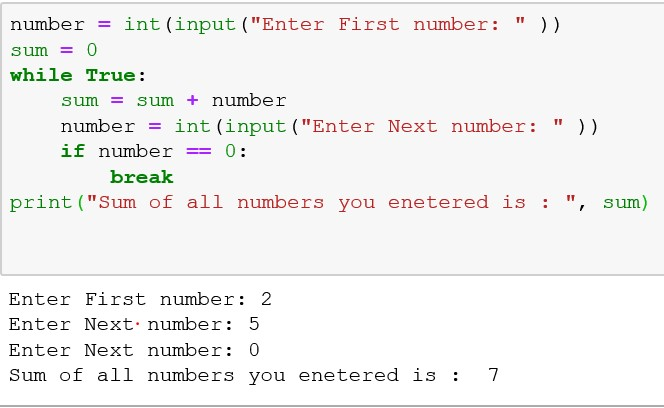 number = int(input("Enter First number: " ))
sum = 0
while True:
    sum = sum + number
    number = int(input("Enter Next number: " ))
    if number == 0:
        break
print("Sum of all numbers you enetered is : ", sum)
Enter First number: 2
Enter Next number: 5
Enter Next number: 0
Sum of all numbers you enetered is :  7